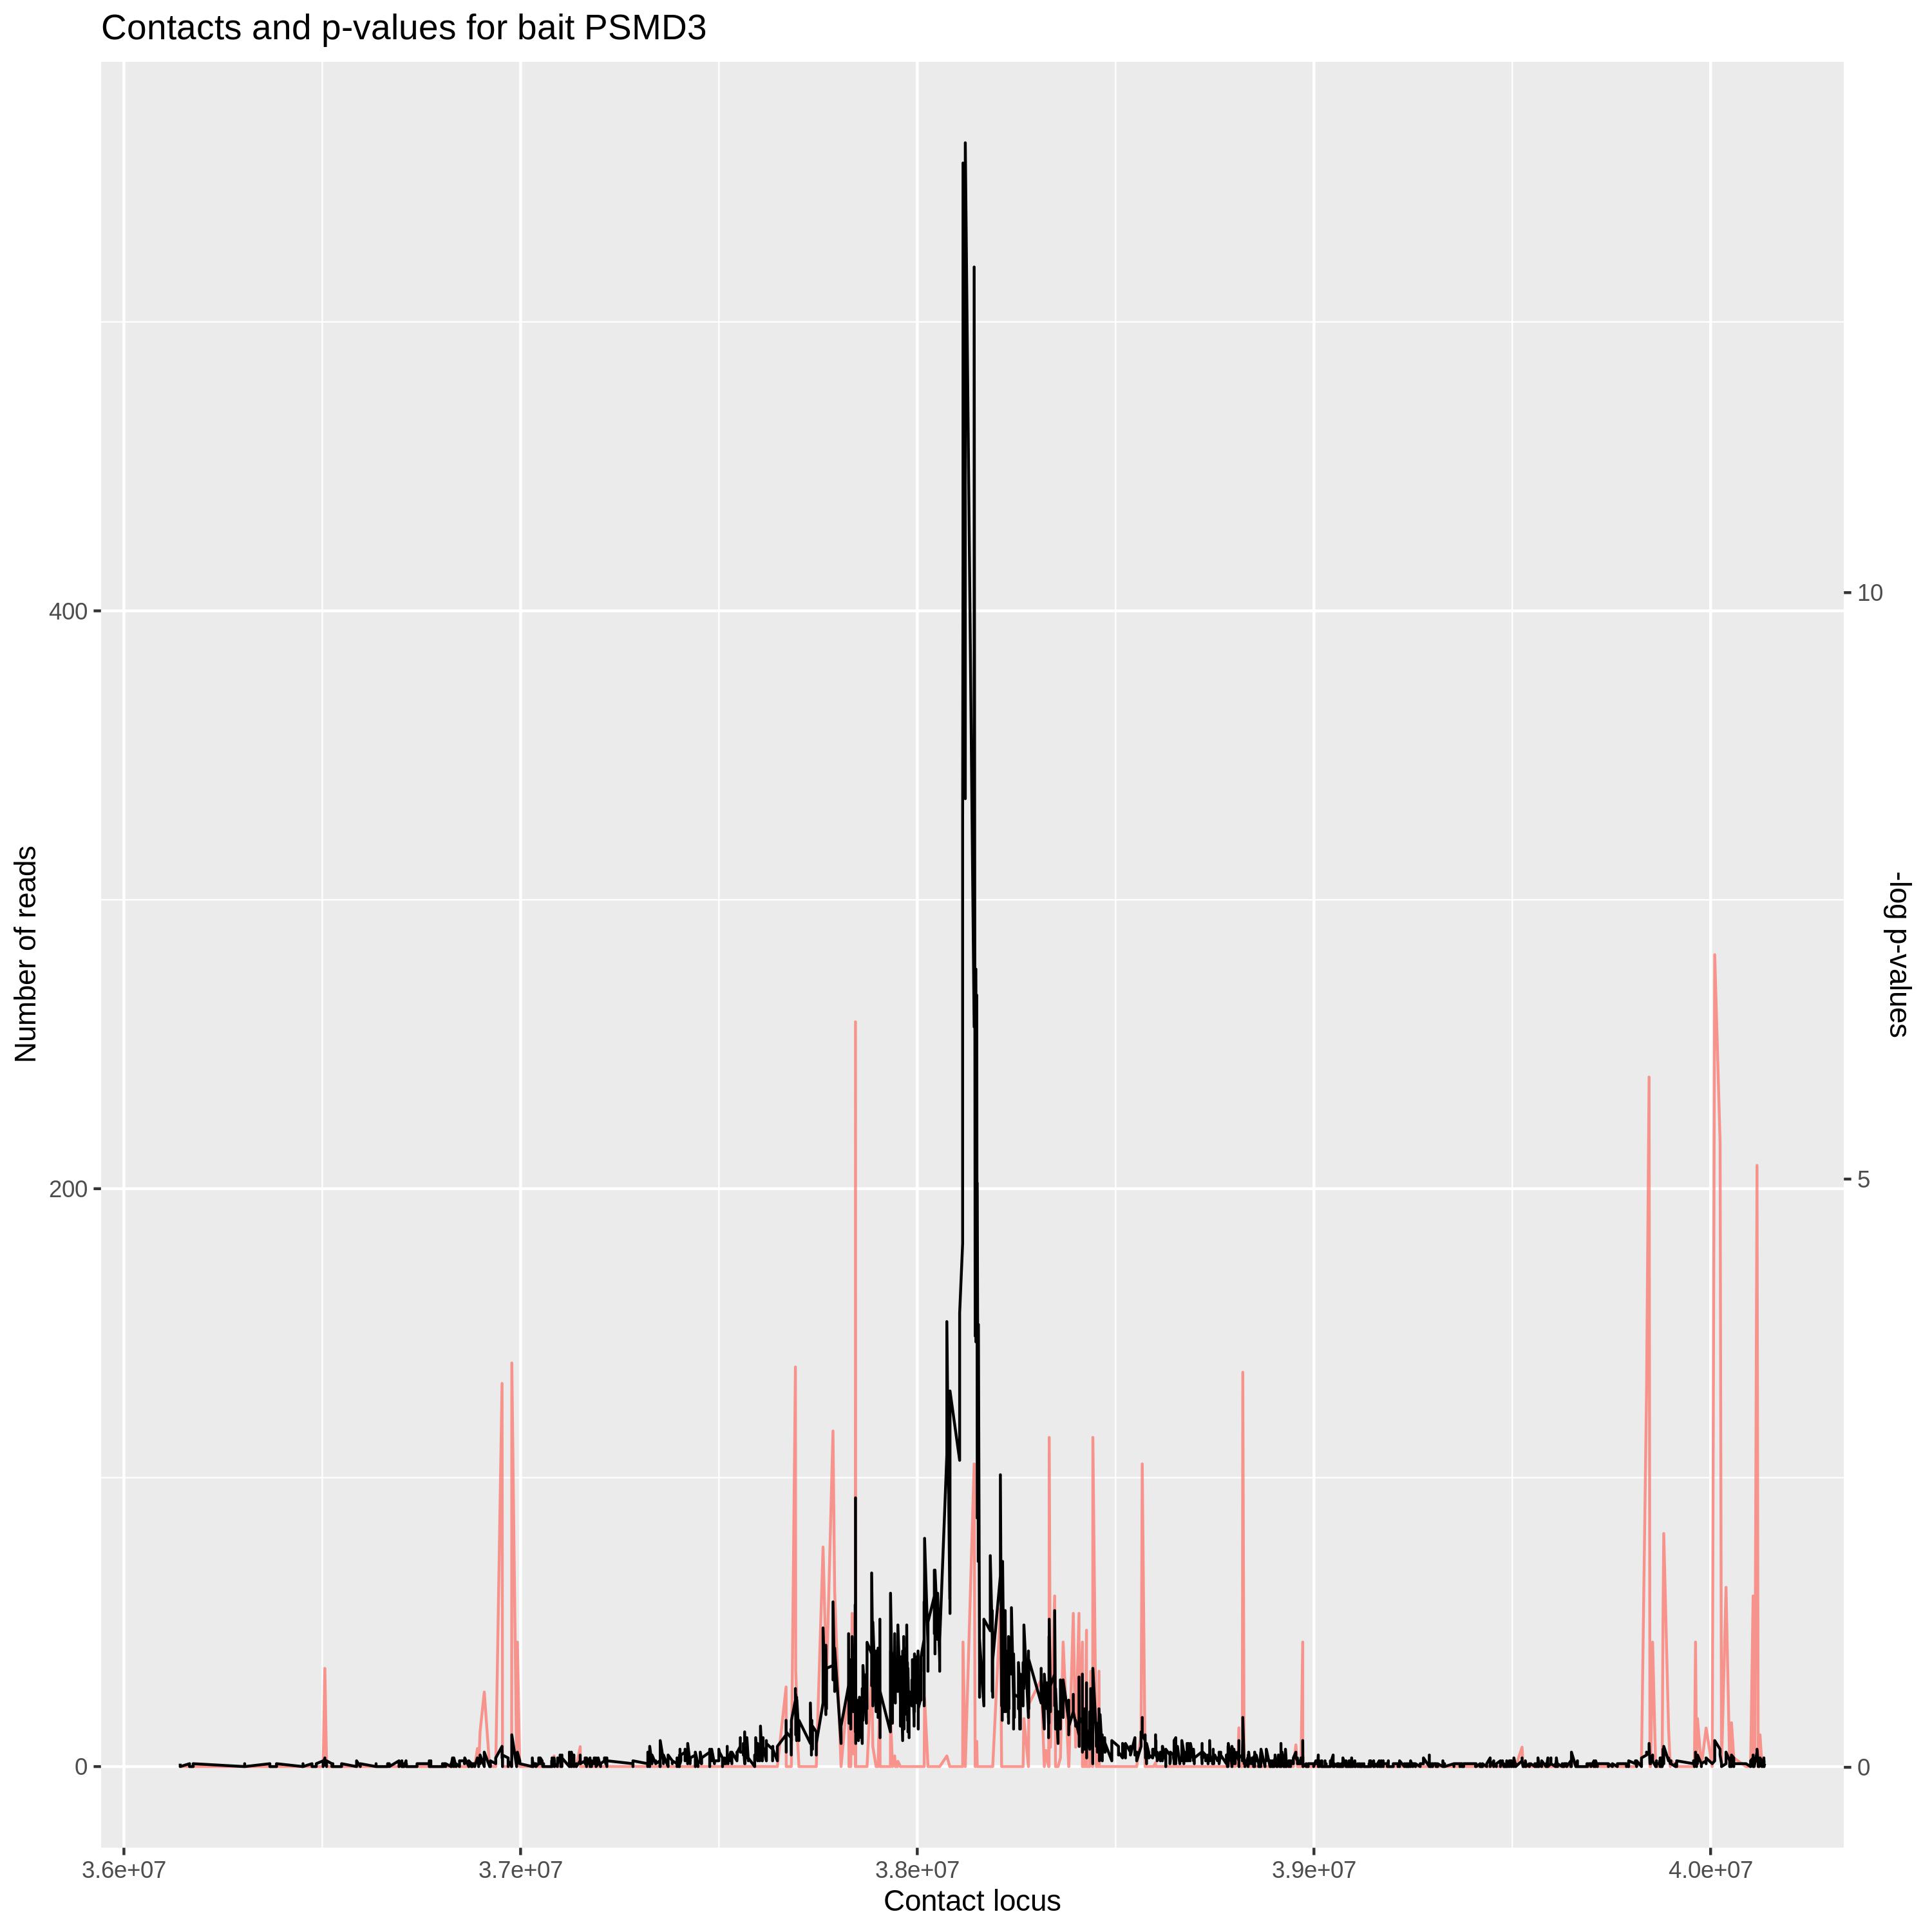 Contacts and p-values for bait PSMD3
Number of reads
400
200
0
10
5
0
-log p-values
3.6e+07
3.7e+07
3.8e+07
3.9e+07
4.0e+07
Contact locus